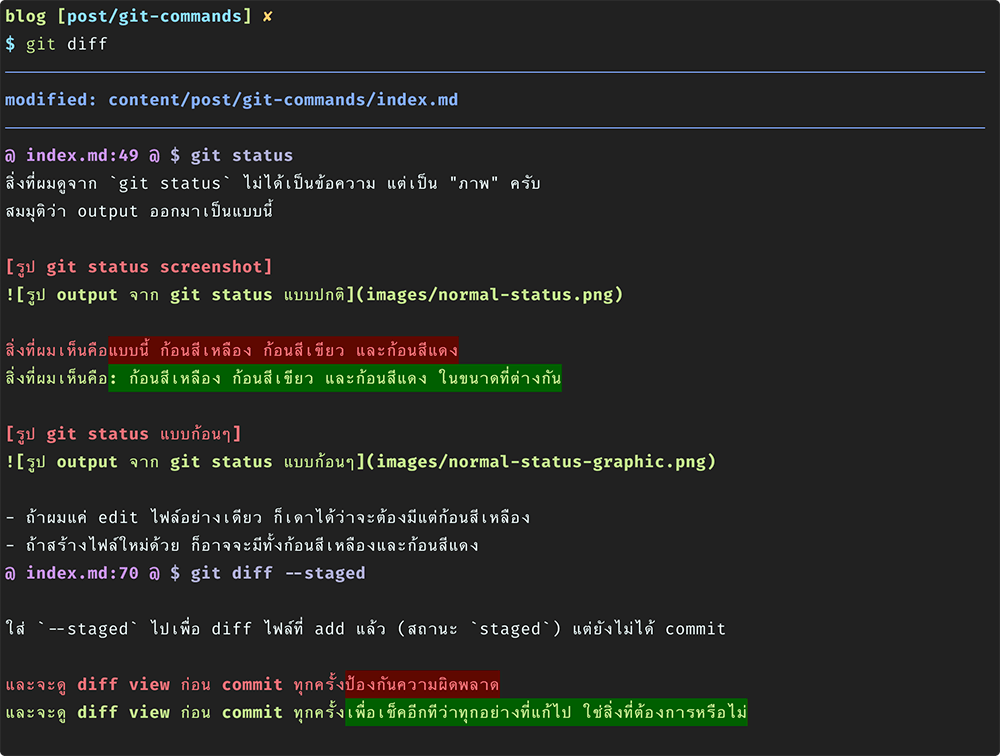 blog [post/git-commands] ✘
$ git diff
modified: content/post/git-commands/index.md
@ index.md:49 @ $ git status
สิ่งที่ผมดูจาก `git status` ไม่ได้เป็นข้อความ แต่เป็น "ภาพ" ครับ
สมมุติว่า output ออกมาเป็นแบบนี้
[รูป git status screenshot]
![รูป output จาก git status แบบปกติ](images/normal-status.png)
สิ่งที่ผมเห็นคือแบบนี้ ก้อนสีเหลือง ก้อนสีเขียว และก้อนสีแดง
สิ่งที่ผมเห็นคือ: ก้อนสีเหลือง ก้อนสีเขียว และก้อนสีแดง ในขนาดที่ต่างกัน
[รูป git status แบบก้อนๆ]
![รูป output จาก git status แบบก้อนๆ](images/normal-status-graphic.png)
- ถ้าผมแค่ edit ไฟล์อย่างเดียว ก็เดาได้ว่าจะต้องมีแต่ก้อนสีเหลือง
- ถ้าสร้างไฟล์ใหม่ด้วย ก็อาจจะมีทั้งก้อนสีเหลืองและก้อนสีแดง
@ index.md:70 @ $ git diff --staged
ใส่ `--staged` ไปเพื่อ diff ไฟล์ที่ add แล้ว (สถานะ `staged`) แต่ยังไม่ได้ commit
และจะดู diff view ก่อน commit ทุกครั้งป้องกันความผิดพลาด
และจะดู diff view ก่อน commit ทุกครั้งเพื่อเช็คอีกทีว่าทุกอย่างที่แก้ไป ใช่สิ่งที่ต้องการหรือไม่